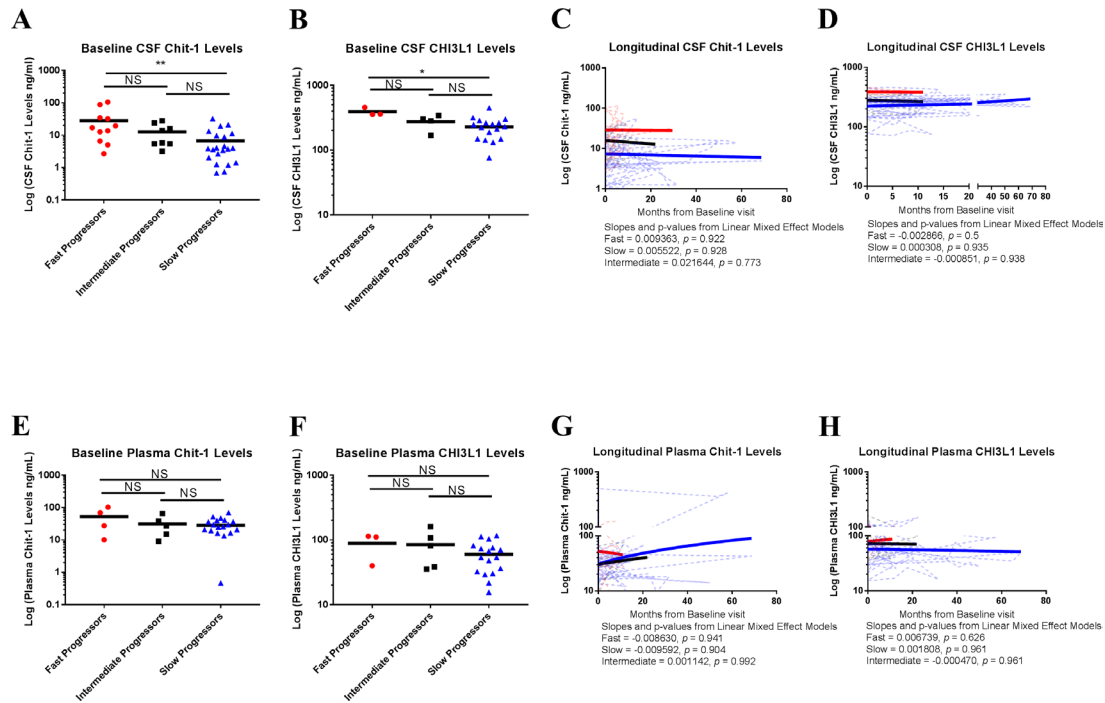 A
Baseline CSF Chit-1 Levels
**
NS
NS
Log (CSF Chit-1 Levels ng/ml)
1000
100
10
1
0.1
Fast Progressors
Intermediate Progressors
Slow Progressors
B
Baseline CSF CHI3L1 Levels
*
NS
NS
Log (CSF CHI3L1 Levels ng/mL)
1000
100
10
Fast Progressors
Intermediate Progressors
Slow Progressors
C
Longitudinal CSF Chit-1 Levels
Log (CSF Chit-1 ng/mL)
1000
100
10
1
0
20
40
60
80
Months from Baseline visit
Slopes and p-values from Linear Mixed Effect Models
Fast = 0.009363, p = 0.922
Slow = 0.005522, p = 0.928
Intermediate = 0.021644, p = 0.773
D
Longitudinal CSF CHI3L1 Levels
Log (CSF CHI3L1 ng/mL)
1000
100
10
0
5
10
15
20
30 40 50 60 70 80
Months from Baseline visit
Slopes and p-values from Linear Mixed Effect Models
Fast = -0.002866, p = 0.5
Slow = 0.000308, p = 0.935
Intermediate = -0.000851, p = 0.938
E
Baseline Plasma Chit-1 Levels
NS
NS
NS
Log (Plasma Chit-1 Levels ng/mL)
1000
100
10
1
0.1
Fast Progressors
Intermediate Progressors
Slow Progressors
F
Baseline Plasma CHI3L1 Levels
NS
NS
NS
Log (Plasma CHI3L1 Levels ng/mL)
1000
100
10
Fast Progressors
Intermediate Progressors
Slow Progressors
G
Longitudinal Plasma Chit-1 Levels
Log (Plasma Chit-1 ng/mL)
1000
100
80
60
40
20
0
0
20
40
60
80
Months from Baseline visit
Slopes and p-values from Linear Mixed Effect Models
Fast = -0.008630, p = 0.941
Slow = -0.009592, p = 0.904
Intermediate = 0.001142, p = 0.992
H
Longitudinal Plasma CHI3L1 Levels
Log (Plasma CHI3L1 ng/mL)
1000
100
80
60
40
20
0
0
20
40
60
80
Months from Baseline visit
Slopes and p-values from Linear Mixed Effect Models
Fast = 0.006739, p = 0.626
Slow = 0.001808, p = 0.961
Intermediate = -0.000470, p = 0.961